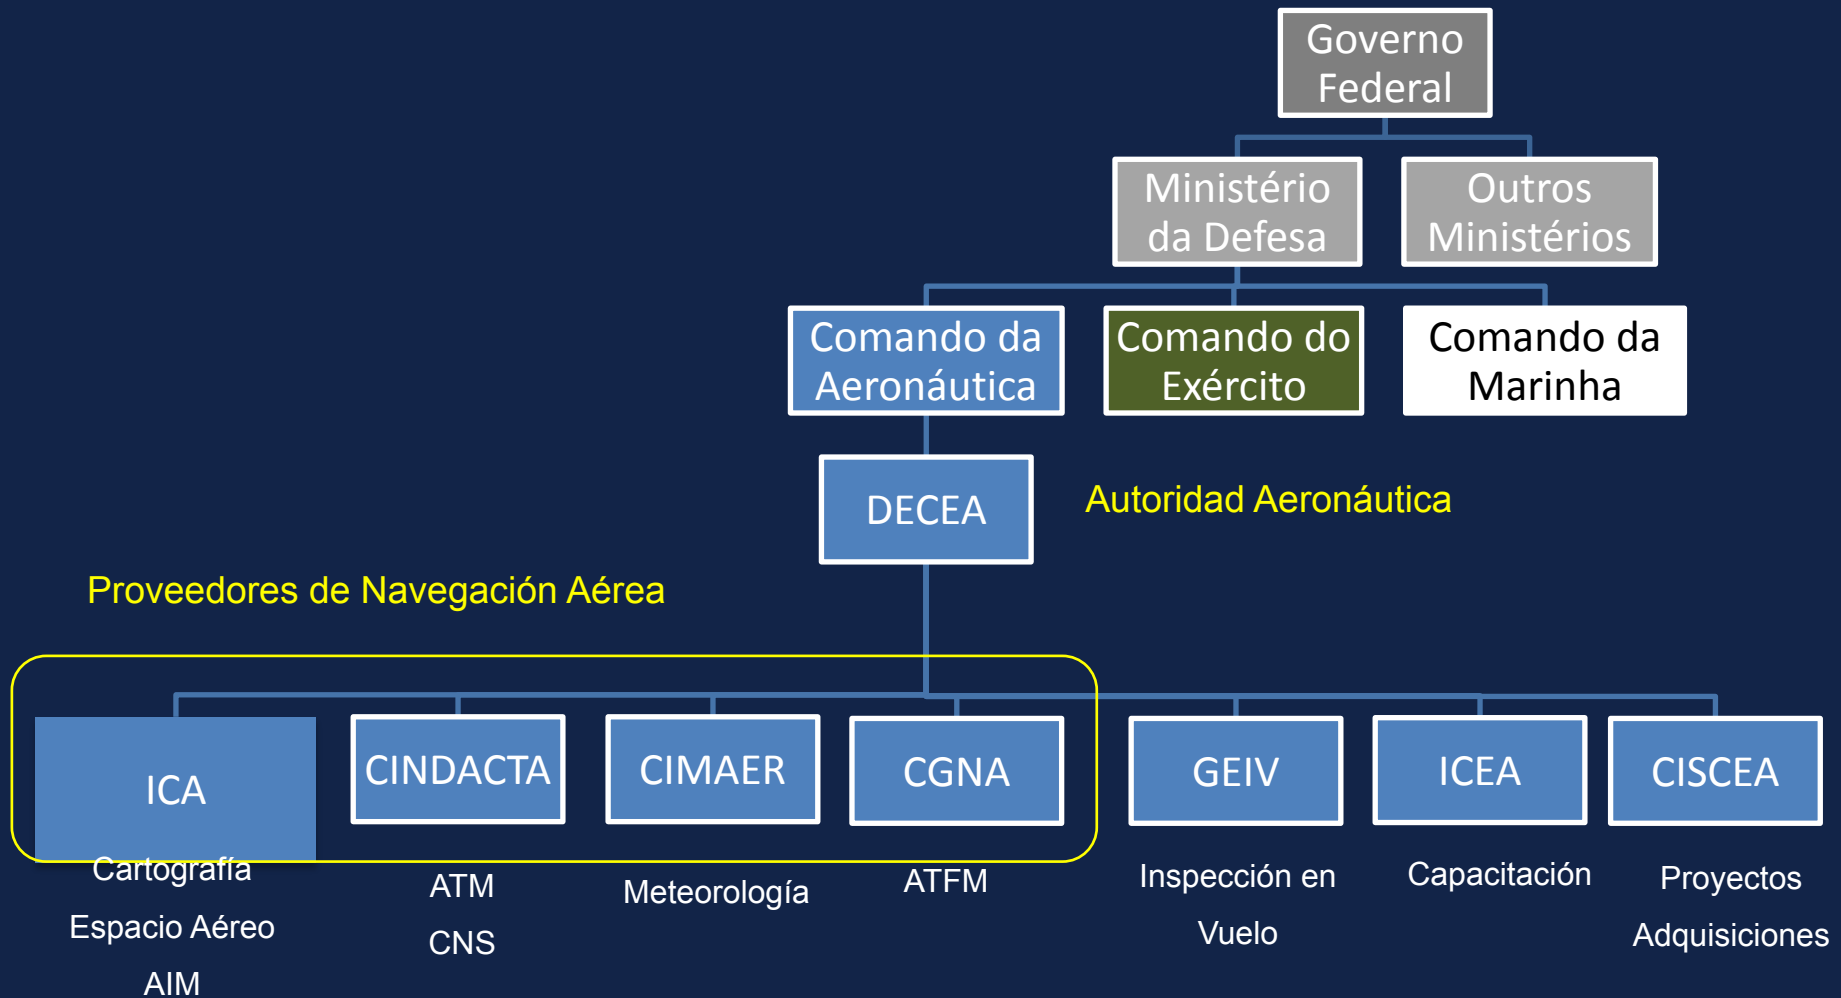 Governo
Federal
Ministério
da Defesa
Outros
Ministérios
Comando da
Aeronáutica
Comando do
Exército
Comando da
Marinha
DECEA
Autoridad Aeronáutica
Proveedores de Navegación Aérea
ICA
CINDACTA
CIMAER
CGNA
GEIV
ICEA
CISCEA
Cartografía
Espacio Aéreo
AIM
ATM
CNS
Meteorología
ATFM
Inspección en
Vuelo
Capacitación
Proyectos
Adquisiciones